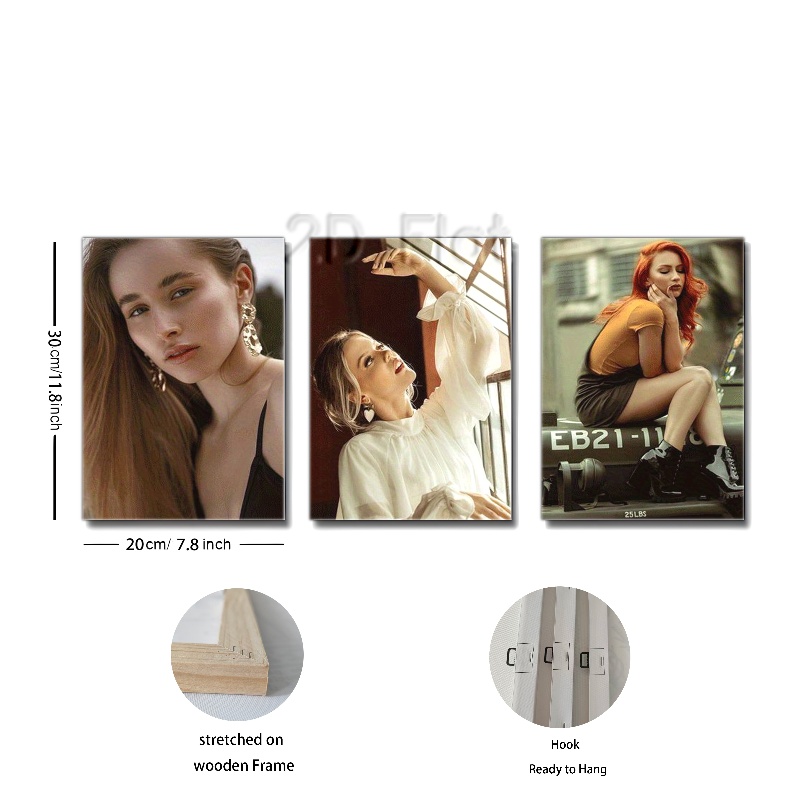 2D Flat
30cm/11.8inch
EB21-11
25LBS
20cm/ 7.8 inch
stretched on
wooden Frame
Hook
Ready to Hang